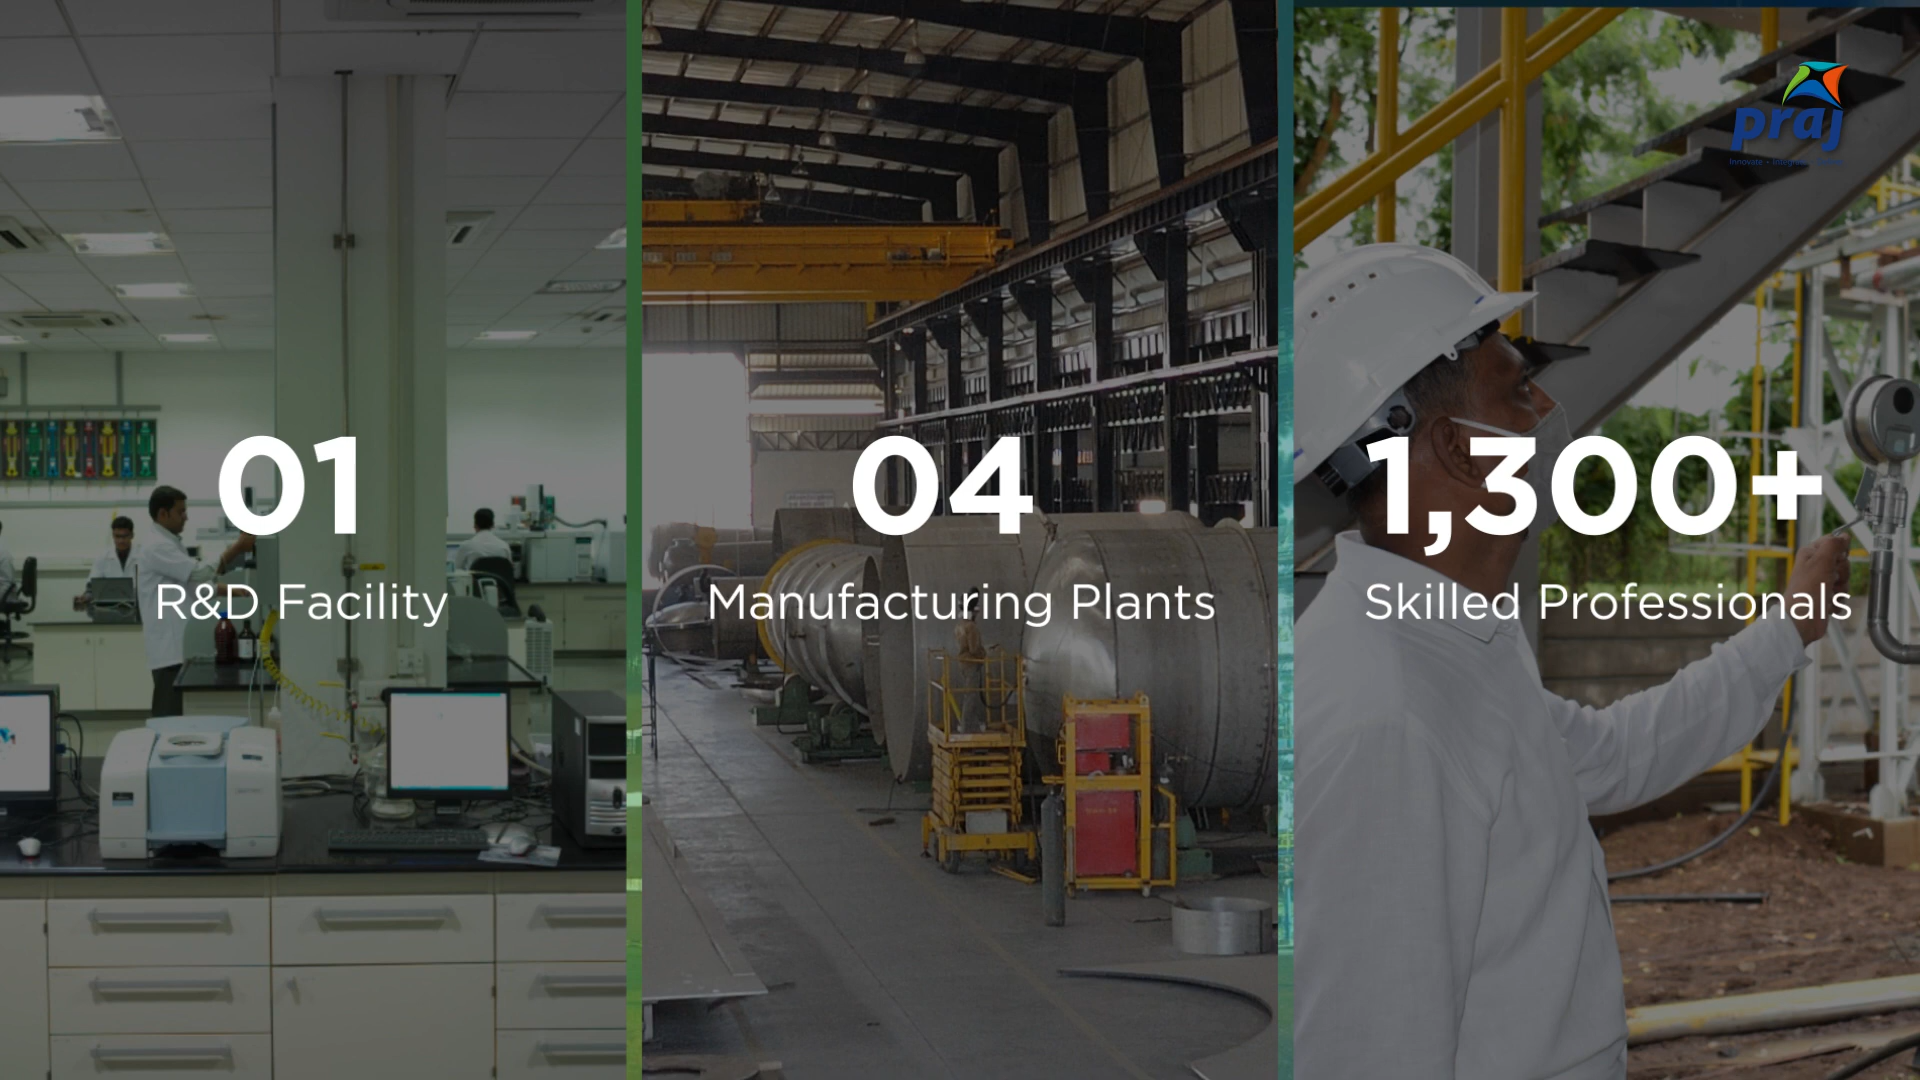 praj
01
R&D Facility
04
Manufacturing Plants
1,300+
Skilled Professionals